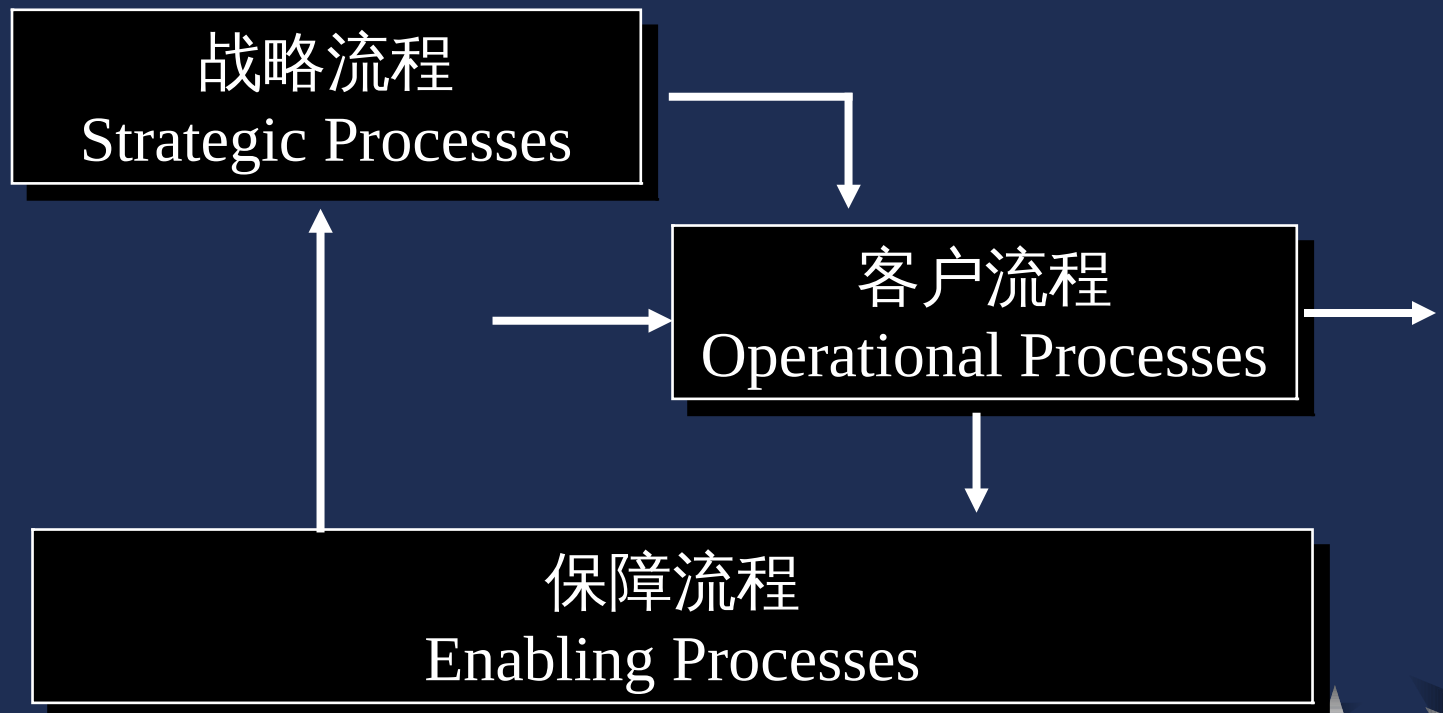 战略流程
Strategic Processes
客户流程
Operational Processes
保障流程
Enabling Processes